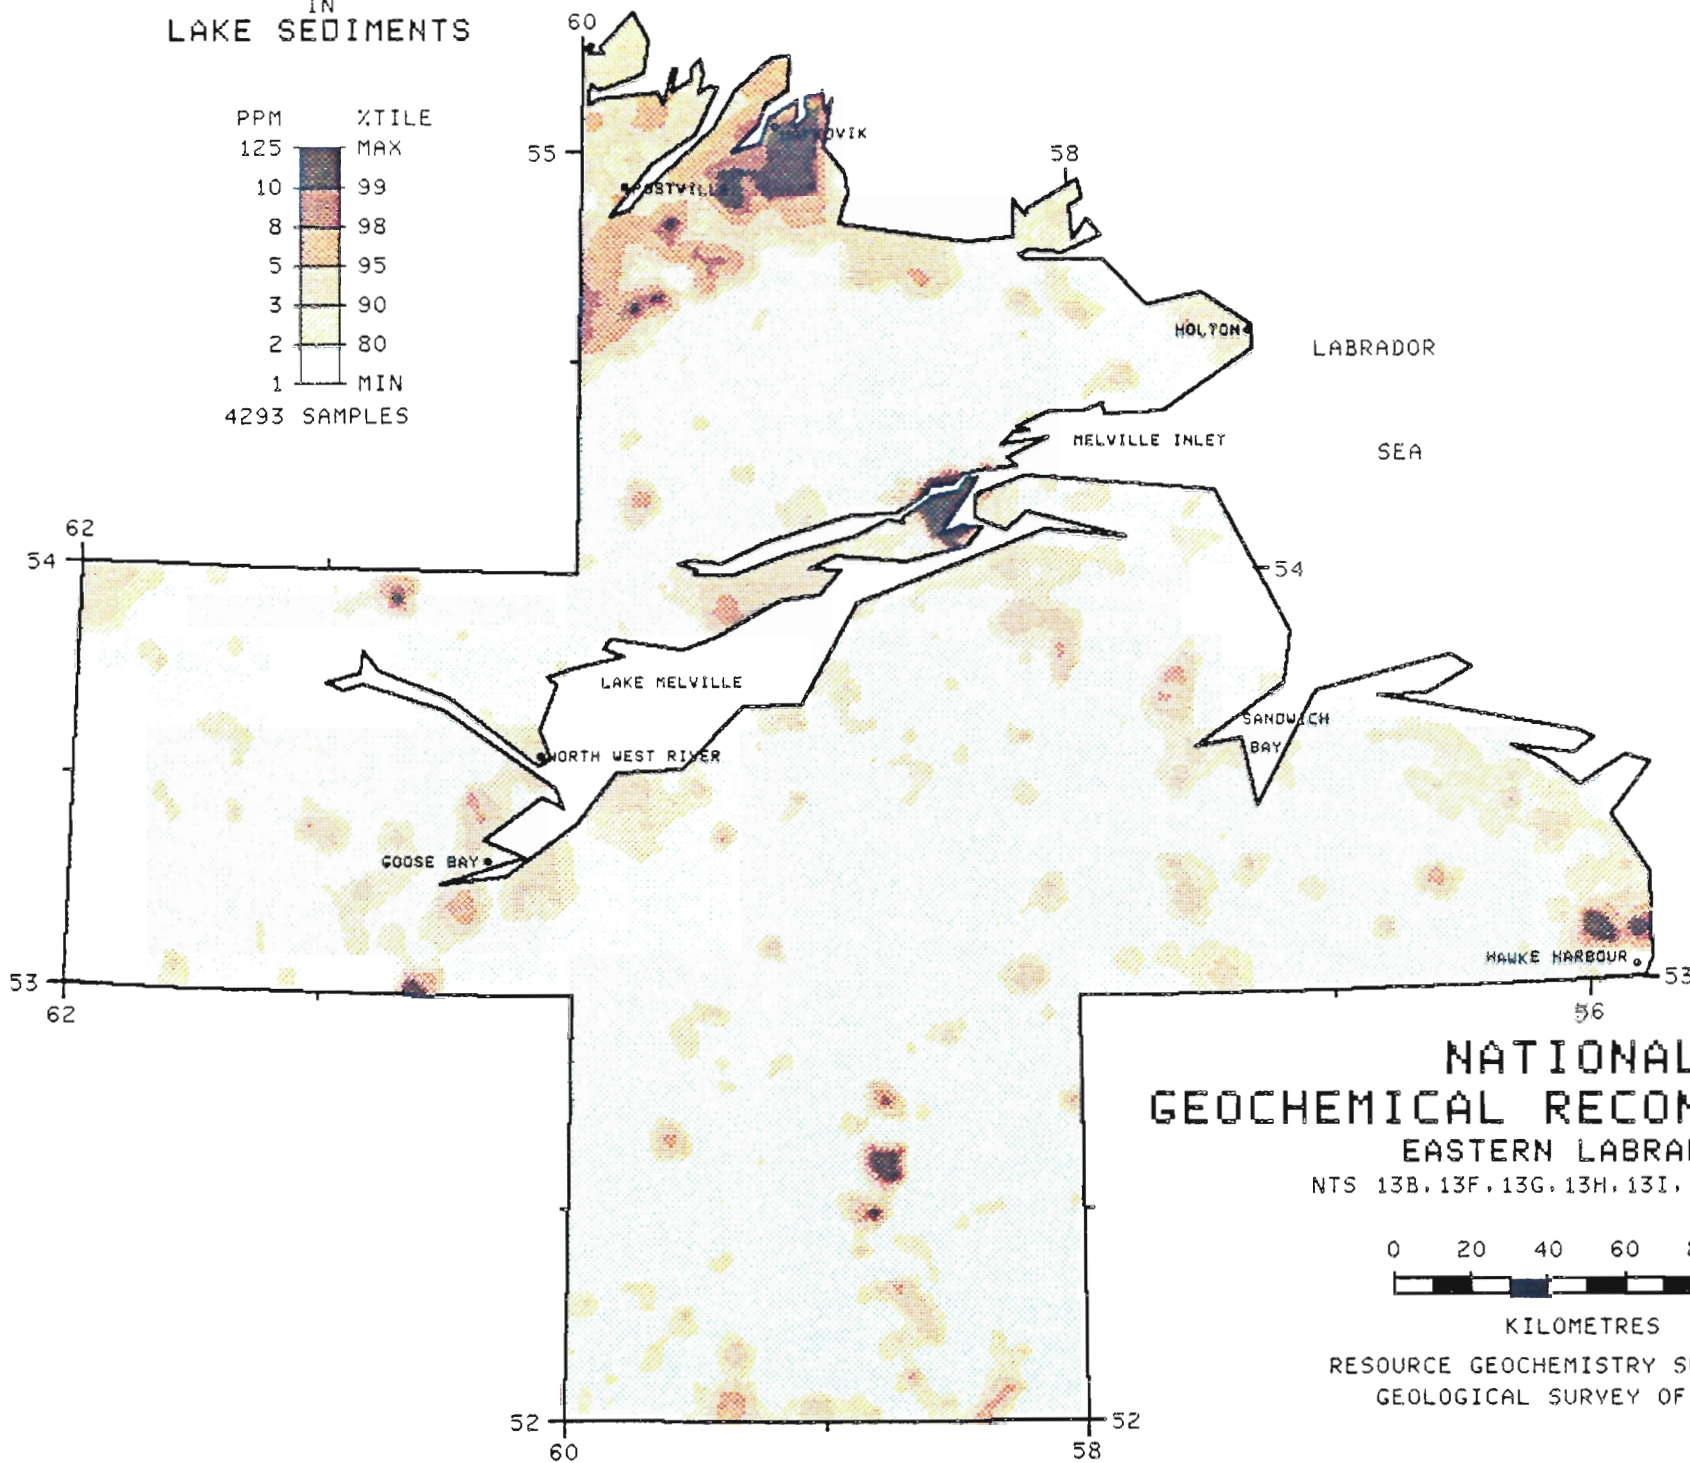 IN
LAKE SEDIMENTS
PPM %TILE
125 MAX
10 99
8 98
5 95
3 90
2 80
1 MIN
4293 SAMPLES
60
55
58
POSTVILLE
HOLTON
LABRADOR
SEA
MELVILLE INLET
62
54
54
LAKE MELVILLE
SANDWICH
BAY
NORTH WEST RIVER
GOOSE BAY
HAWKE HARBOUR
53
53
62
56
NATIONAL
GEOCHEMICAL RECON
EASTERN LABRA
NTS 13B, 13F, 13G, 13H, 13I,
0 20 40 60
KILOMETRES
RESOURCE GEOCHEMISTRY S
GEOLOGICAL SURVEY OF
52
52
60
58